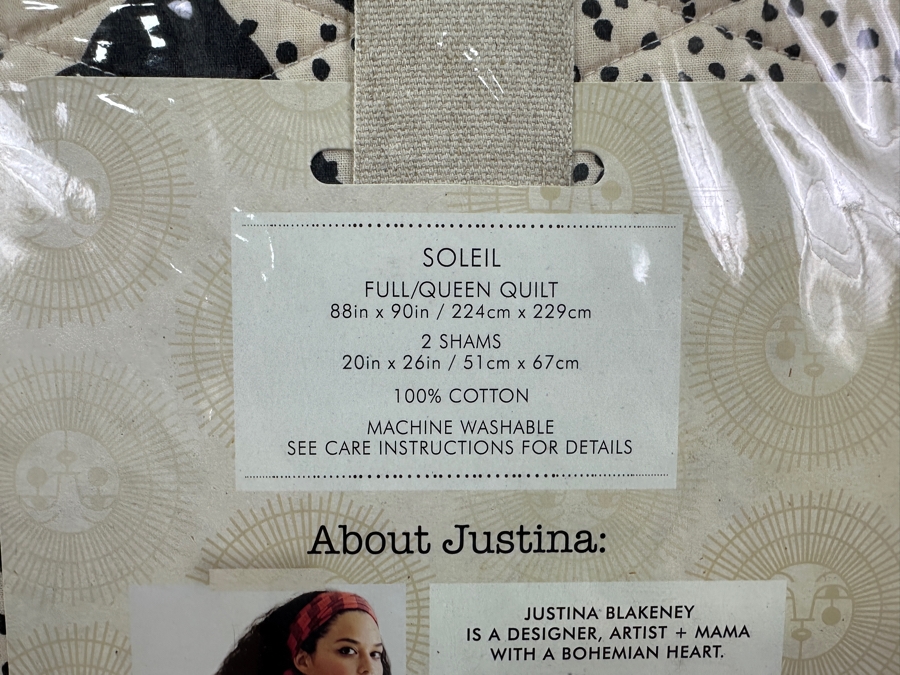 SOLEIL
FULL/QUEEN QUILT
88in x 90in / 224cm x 229cm
2 SHAMS
20in x 26in / 51cm x 67cm
100% COTTON
MACHINE WASHABLE
SEE CARE INSTRUCTIONS FOR DETAILS
About Justina:
JUSTINA BLAKENEY
IS A DESIGNER, ARTIST + MAMA
WITH A BOHEMIAN HEART.